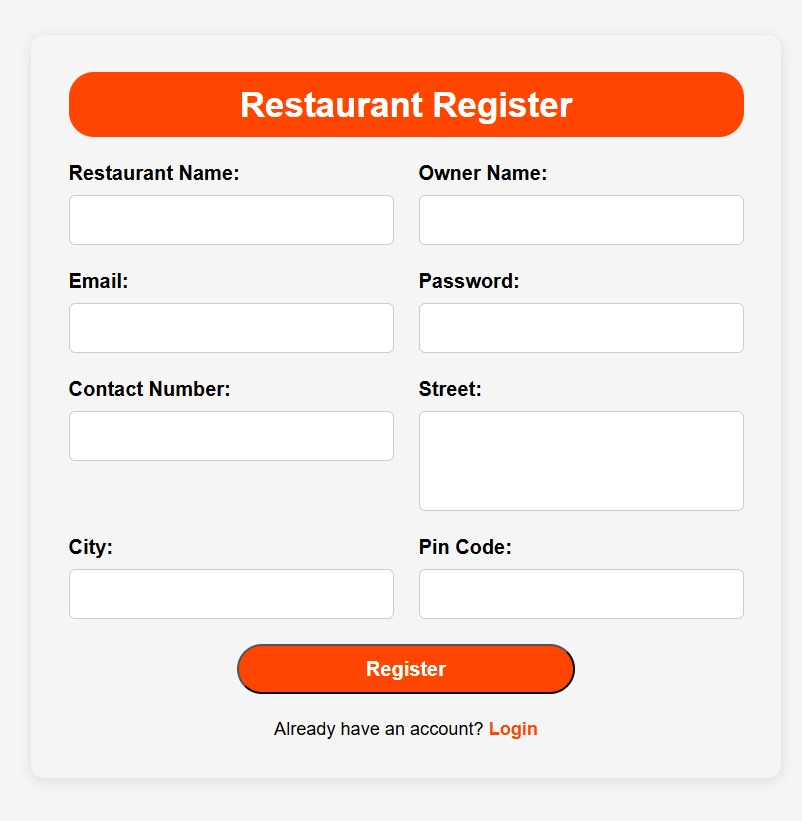 Restaurant Register
Restaurant Name:
Owner Name:
Email:
Password:
Contact Number:
Street:
City:
Pin Code:
Register
Already have an account? Login